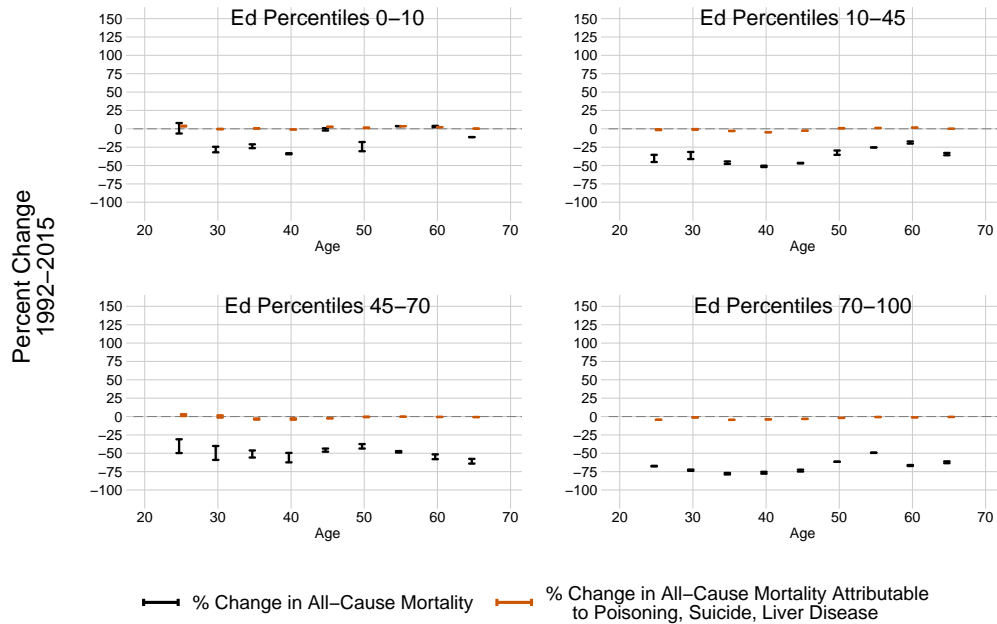 Percent Change
1992–2015
Ed Percentiles 0–10
150
125
100
75
50
25
0
−25
−50
−75
−100
20 30 40 50 60 70
Age
Ed Percentiles 10–45
150
125
100
75
50
25
0
−25
−50
−75
−100
20 30 40 50 60 70
Age
Ed Percentiles 45–70
150
125
100
75
50
25
0
−25
−50
−75
−100
20 30 40 50 60 70
Age
Ed Percentiles 70–100
150
125
100
75
50
25
0
−25
−50
−75
−100
20 30 40 50 60 70
Age
% Change in All−Cause Mortality
% Change in All−Cause Mortality Attributable
to Poisoning, Suicide, Liver Disease